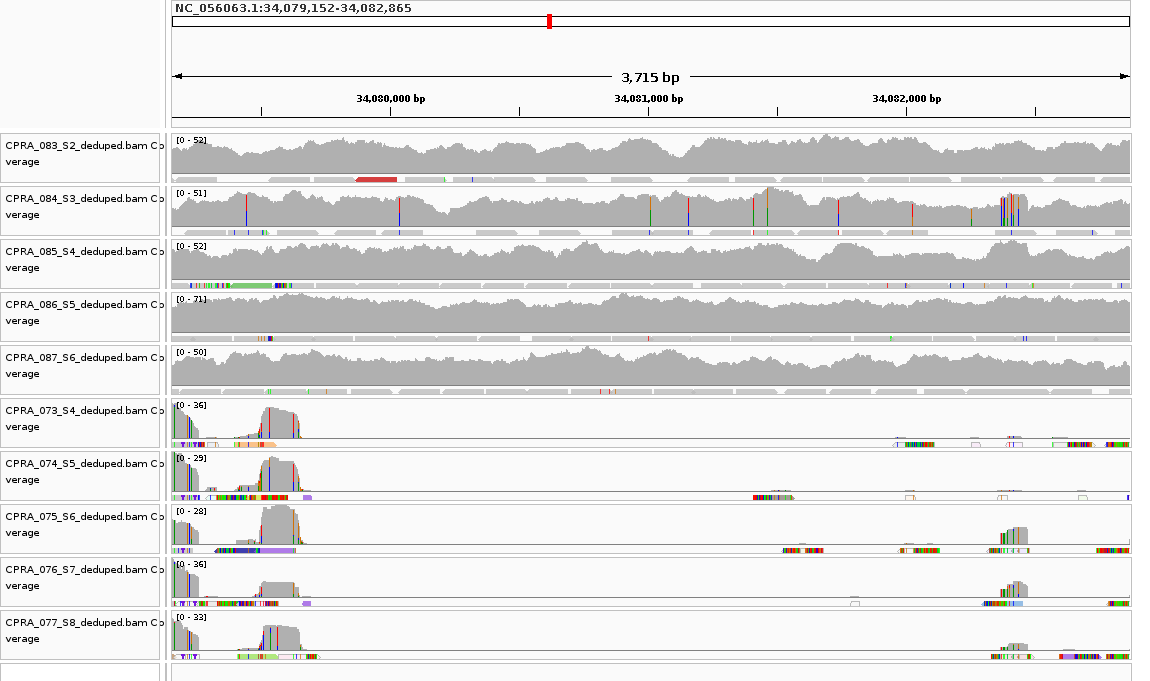 NC_056063.1:34,079,152-34,082,865
3,715 bp
34,080,000 bp 34,081,000 bp 34,082,000 bp
CPRA_083_S2_deduped.bam Co
verage
[0 - 52]
CPRA_084_S3_deduped.bam Co
verage
[0 - 51]
CPRA_085_S4_deduped.bam Co
verage
[0 - 52]
CPRA_086_S5_deduped.bam Co
verage
[0 - 71]
CPRA_087_S6_deduped.bam Co
verage
[0 - 50]
CPRA_073_S4_deduped.bam Co
verage
[0 - 36]
CPRA_074_S5_deduped.bam Co
verage
[0 - 29]
CPRA_075_S6_deduped.bam Co
verage
[0 - 28]
CPRA_076_S7_deduped.bam Co
verage
[0 - 36]
CPRA_077_S8_deduped.bam Co
verage
[0 - 33]